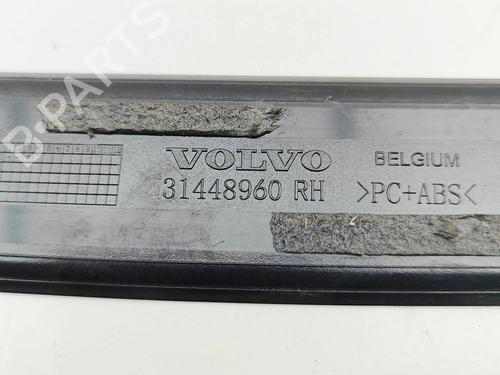 B-PARTS
VOLVO BELGIUM
31448960 RH >PC+ABS<